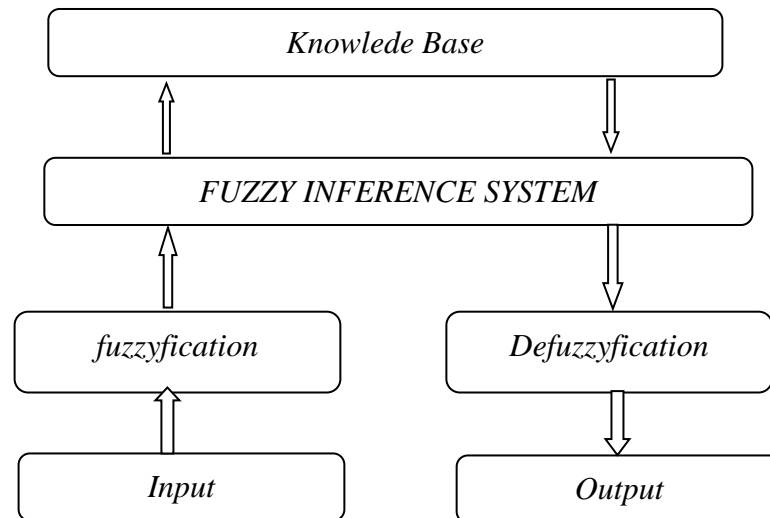 Knowlede Base
FUZZY INFERENCE SYSTEM
fuzzyfication
Defuzzyfication
Input
Output